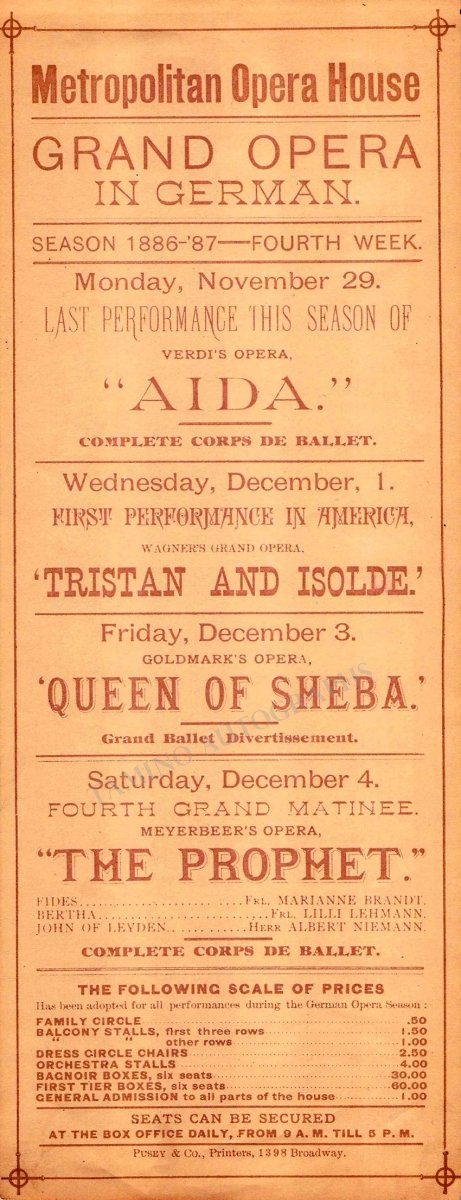 Metropolitan Opera House
GRAND OPERA
IN GERMAN.
SEASON 1886-'87—FOURTH WEEK.
Monday, November 29.
LAST PERFORMANCE THIS SEASON OF
VERDI'S OPERA,
"AIDA."
COMPLETE CORPS DE BALLET.
Wednesday, December, 1.
FIRST PERFORMANCE IN AMERICA,
WAGNER'S GRAND OPERA,
'TRISTAN AND ISOLDE.'
Friday, December 3.
GOLDMARK'S OPERA,
'QUEEN OF SHEBA.'
Grand Ballet Divertissement.
TAMINO AUTOGRAPHS
Saturday, December 4.
FOURTH GRAND MATINEE.
MEYERBEER'S OPERA,
"THE PROPHET."
FIDES........................FRL. MARIANNE BRANDT.
BERTHA..........................FRL. LILLI LEHMANN.
JOHN OF LEYDEN............HERR ALBERT NIEMANN.
COMPLETE CORPS DE BALLET.
THE FOLLOWING SCALE OF PRICES
Has been adopted for all performances during the German Opera Season :
FAMILY CIRCLE .50
BALCONY STALLS, first three rows 1.50
" " other rows 1.00
DRESS CIRCLE CHAIRS 2.50
ORCHESTRA STALLS 4.00
BAGNOIR BOXES, six seats 30.00
FIRST TIER BOXES, six seats 60.00
GENERAL ADMISSION to all parts of the house 1.00
SEATS CAN BE SECURED
AT THE BOX OFFICE DAILY, FROM 9 A. M. TILL 5 P. M.
PUSEY & CO., Printers, 1398 Broadway.